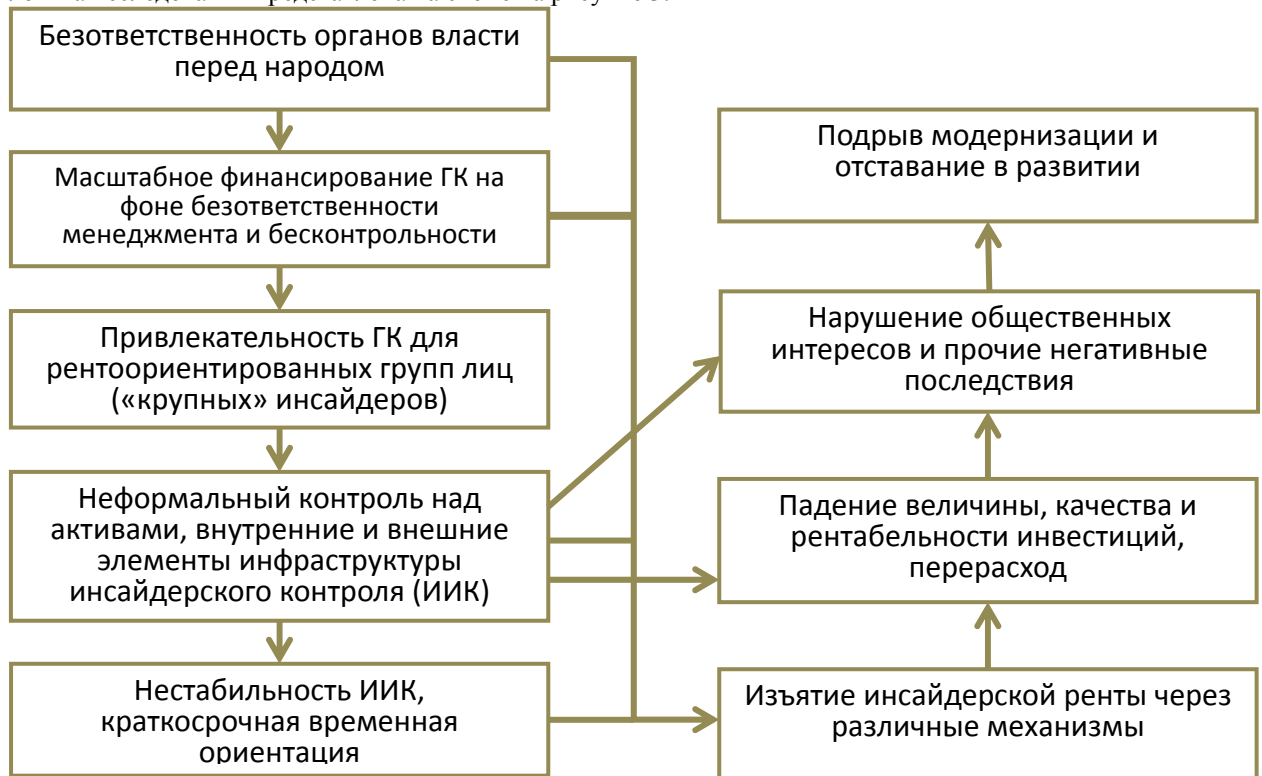 Безответственность органов власти
перед народом
Масштабное финансирование ГК на
фоне безответственности
менеджмента и бесконтрольности
Привлекательность ГК для
рентоориентированных групп лиц
(«крупных» инсайдеров)
Неформальный контроль над
активами, внутренние и внешние
элементы инфраструктуры
инсайдерского контроля (ИИК)
Нестабильность ИИК,
краткосрочная временная
ориентация
Подрыв модернизации и
отставание в развитии
Нарушение общественных
интересов и прочие негативные
последствия
Падение величины, качества и
рентабельности инвестиций,
перерасход
Изъятие инсайдерской ренты через
различные механизмы